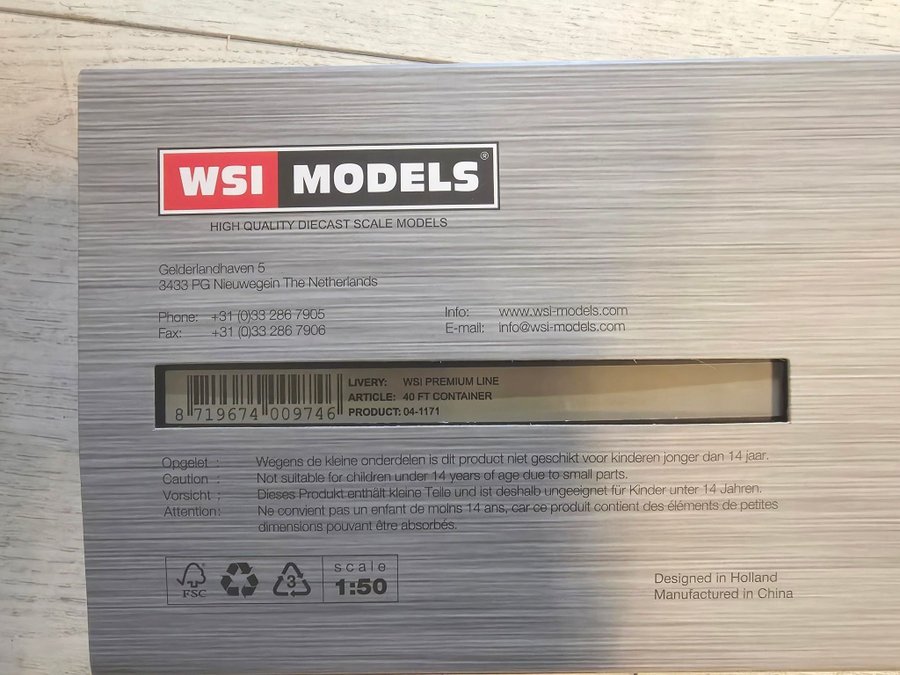 WSI MODELS®
HIGH QUALITY DIECAST SCALE MODELS
Gelderlandhaven 5
3433 PG Nieuwegein The Netherlands
Phone: +31 (0)33 286 7905
Fax: +31 (0)33 286 7906
Info: www.wsi-models.com
E-mail: info@wsi-models.com
8 719674 009746
LIVERY: WSI PREMIUM LINE
ARTICLE: 40 FT CONTAINER
PRODUCT: 04-1171
Opgelet : Wegens de kleine onderdelen is dit product niet geschikt voor kinderen jonger dan 14 jaar.
Caution : Not suitable for children under 14 years of age due to small parts.
Vorsicht : Dieses Produkt enthält kleine Teile und ist deshalb ungeeignet für Kinder unter 14 Jahren.
Attention: Ne convient pas un enfant de moins 14 ans, car ce produit contient des éléments de petites
dimensions pouvant être absorbés.
FSC
3
scale
1:50
Designed in Holland
Manufactured in China